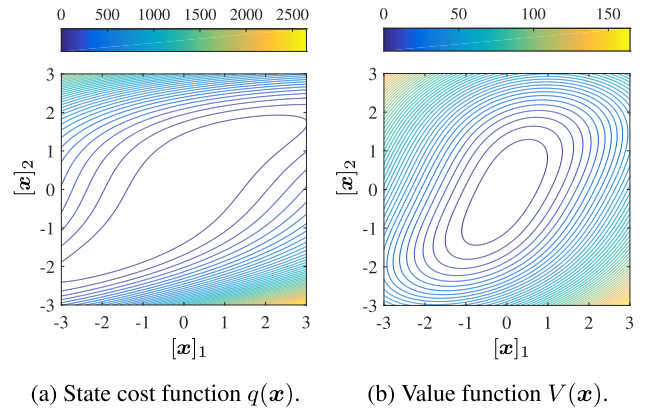 0 500 1000 1500 2000 2500
0 50 100 150
3 3
2 2
1 1
[x]2 0 [x]2 0
-1 -1
-2 -2
-3 -3
-3 -2 -1 0 1 2 3 -3 -2 -1 0 1 2 3
[x]1 [x]1
(a) State cost function q(x). (b) Value function V(x).